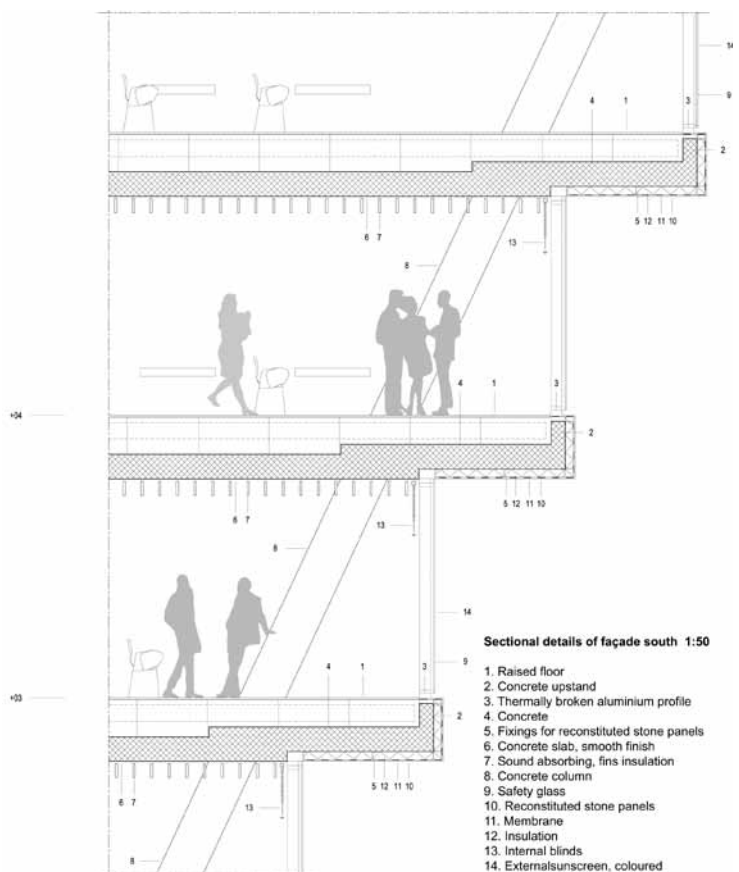 14
9
4 1 3
2
5 12 11 10
6 7
13
8
4 1 3
+04
2
5 12 11 10
6 7
13
8
14
Sectional details of façade south 1:50
9
1. Raised floor
4 1 3
2. Concrete upstand
+03
3. Thermally broken aluminium profile
2
4. Concrete
5. Fixings for reconstituted stone panels
6. Concrete slab, smooth finish
7. Sound absorbing, fins insulation
8. Concrete column
9. Safety glass
5 12 11 10
10. Reconstituted stone panels
6 7
13
11. Membrane
12. Insulation
13. Internal blinds
8
14. Externalsunscreen, coloured